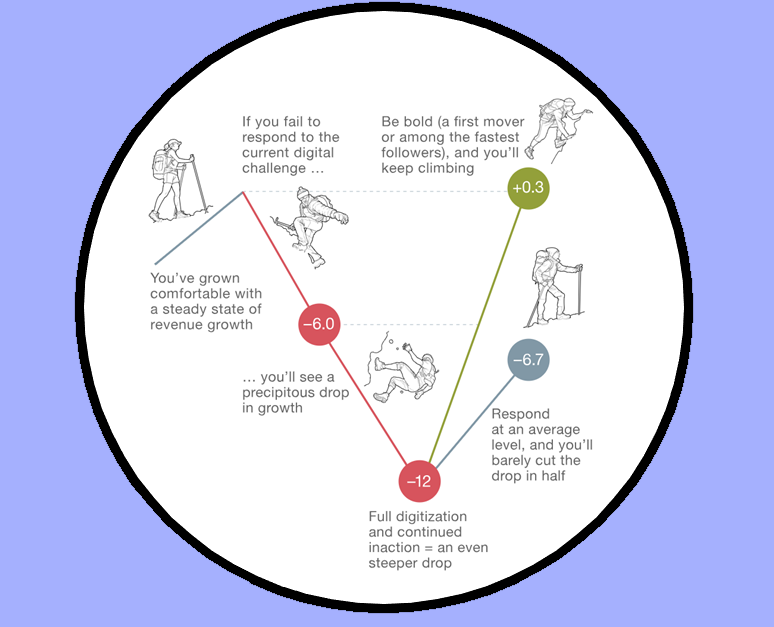 If you fail to
respond to the
current digital
challenge …
Be bold (a first mover
or among the fastest
followers), and you’ll
keep climbing
+0.3
You’ve grown
comfortable with
a steady state of
revenue growth
–6.0
… you’ll see a
precipitous drop
in growth
–6.7
Respond
at an average
level, and you’ll
barely cut the
drop in half
–12
Full digitization
and continued
inaction = an even
steeper drop